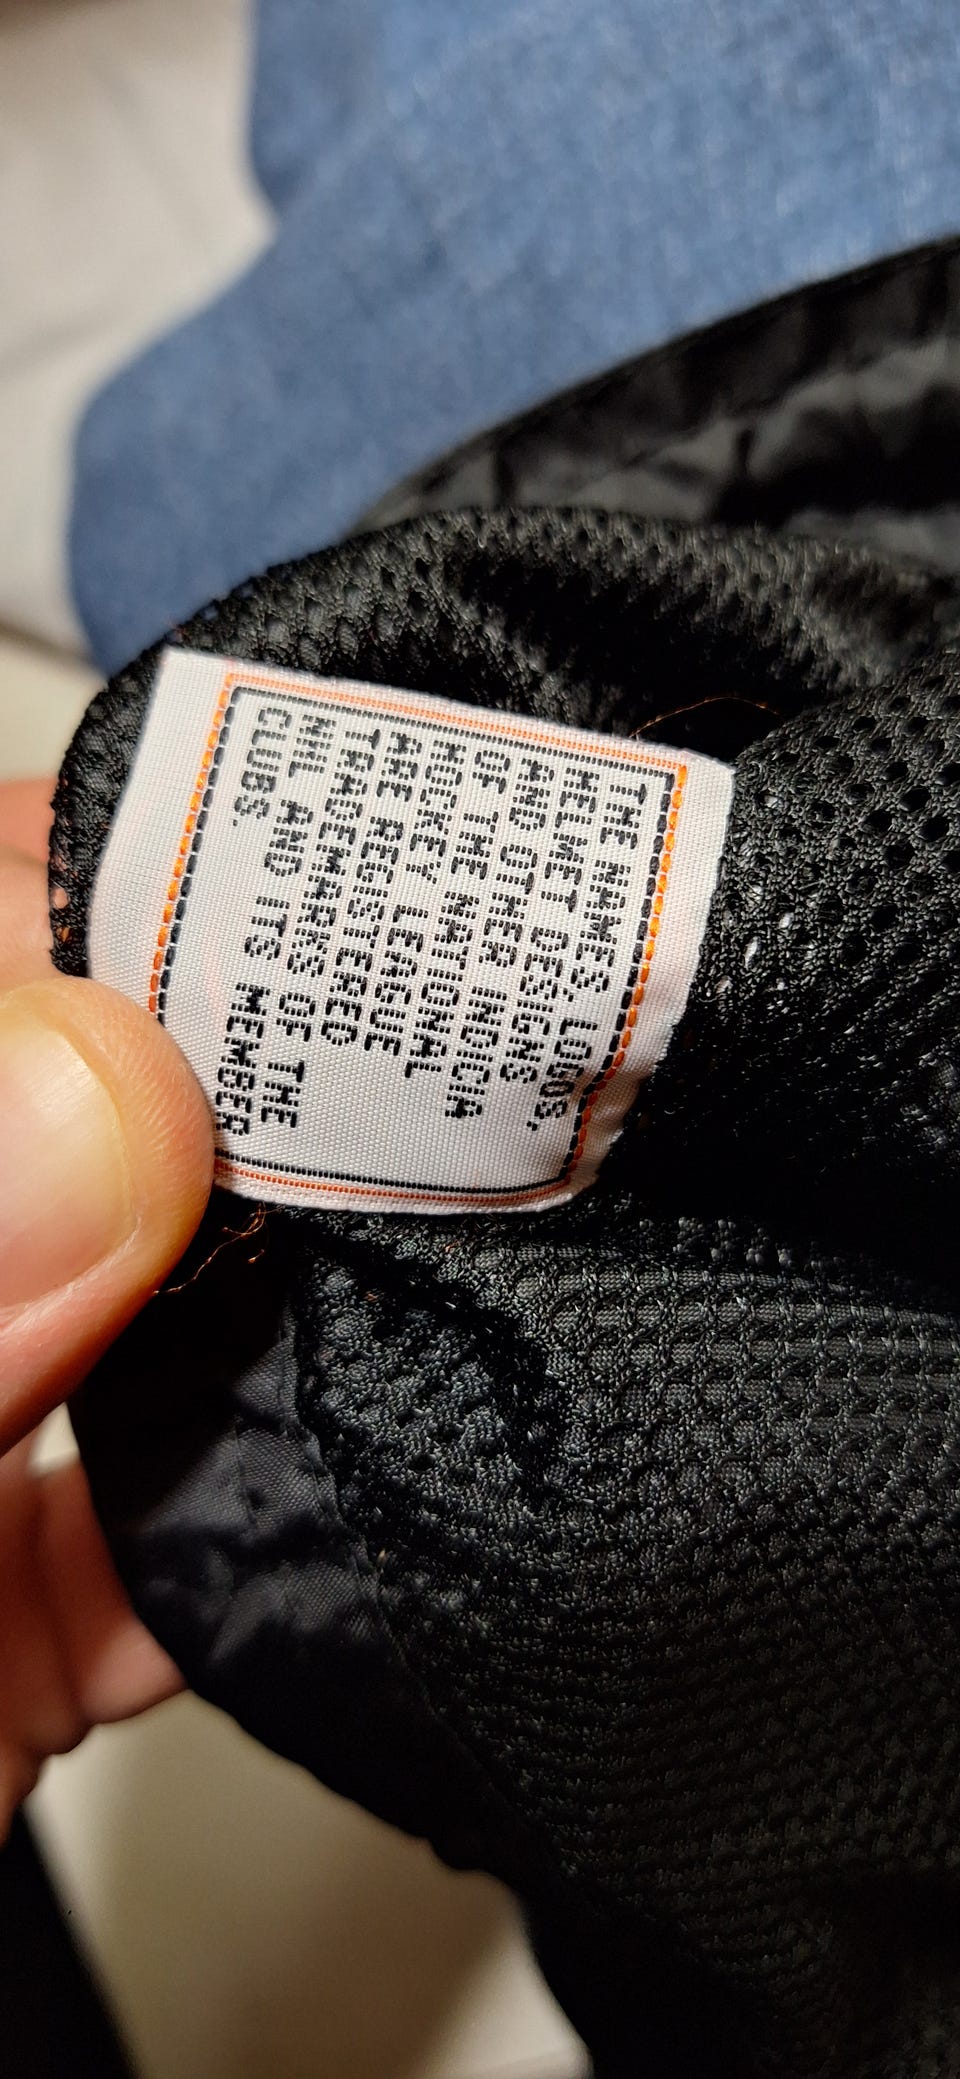 THE NAMES, LOGOS,
HELMET DESIGNS
AND OTHER INDICIA
OF THE NATIONAL
HOCKEY LEAGUE
ARE REGISTERED
TRADEMARKS OF THE
NHL AND ITS MEMBER
CLUBS.